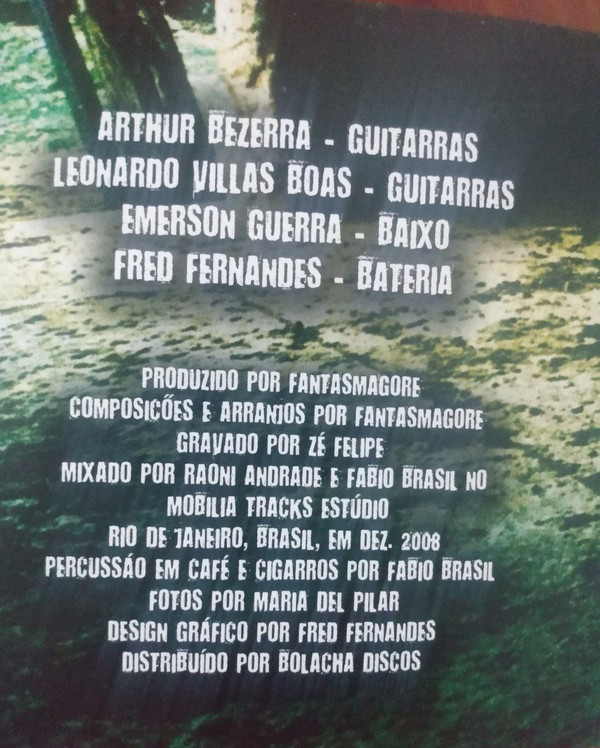 ARTHUR BEZERRA - GUITARRAS
LEONARDO VILLAS BOAS - GUITARRAS
EMERSON GUERRA - BAIXO
FRED FERNANDES - BATERIA
PRODUZIDO POR FANTASMAGORE
COMPOSIÇÕES E ARRANJOS POR FANTASMAGORE
GRAVADO POR ZÉ FELIPE
MIXADO POR RAONI ANDRADE E FABIO BRASIL NO
MOBILIA TRACKS ESTÚDIO
RIO DE JANEIRO, BRASIL, EM DEZ. 2008
PERCUSSÃO EM CAFÉ E CIGARROS POR FABIO BRASIL
FOTOS POR MARIA DEL PILAR
DESIGN GRÁFICO POR FRED FERNANDES
DISTRIBUÍDO POR BOLACHA DISCOS